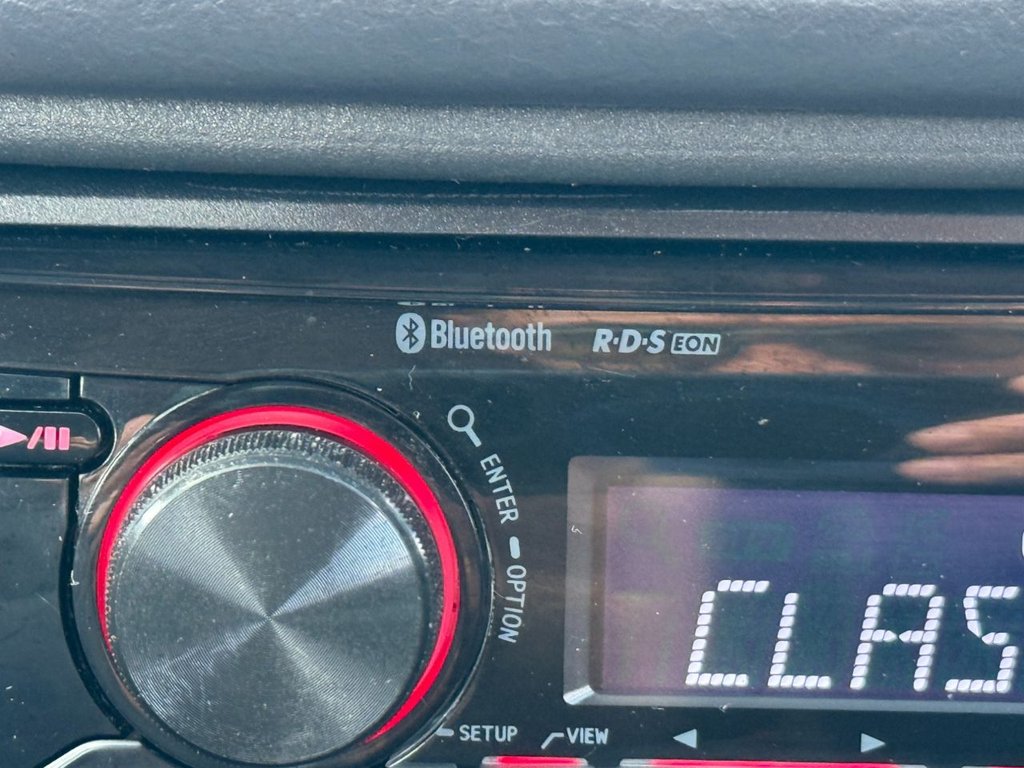 Bluetooth R·D·S EON
ENTER
OPTION
CLAS
SETUP VIEW